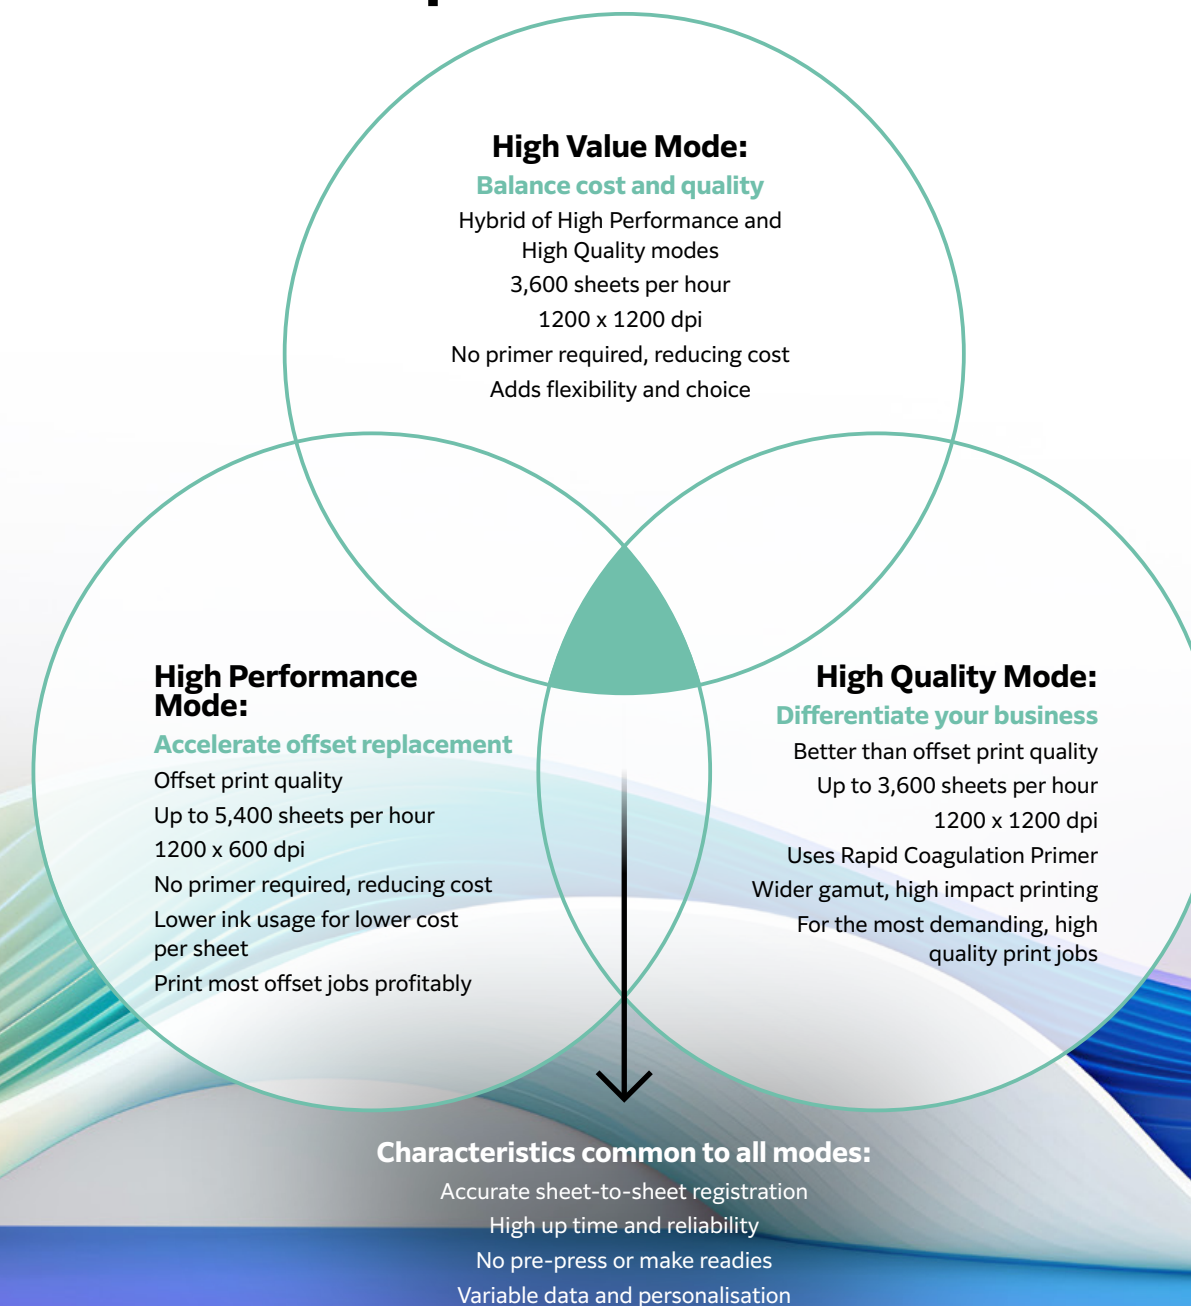 High Value Mode:
Balance cost and quality
Hybrid of High Performance and
High Quality modes
3,600 sheets per hour
1200 x 1200 dpi
No primer required, reducing cost
Adds flexibility and choice
High Performance
Mode:
Accelerate offset replacement
Offset print quality
Up to 5,400 sheets per hour
1200 x 600 dpi
No primer required, reducing cost
Lower ink usage for lower cost
per sheet
Print most offset jobs profitably
High Quality Mode:
Differentiate your business
Better than offset print quality
Up to 3,600 sheets per hour
1200 x 1200 dpi
Uses Rapid Coagulation Primer
Wider gamut, high impact printing
For the most demanding, high
quality print jobs
Characteristics common to all modes:
Accurate sheet-to-sheet registration
High up time and reliability
No pre-press or make readies
Variable data and personalisation